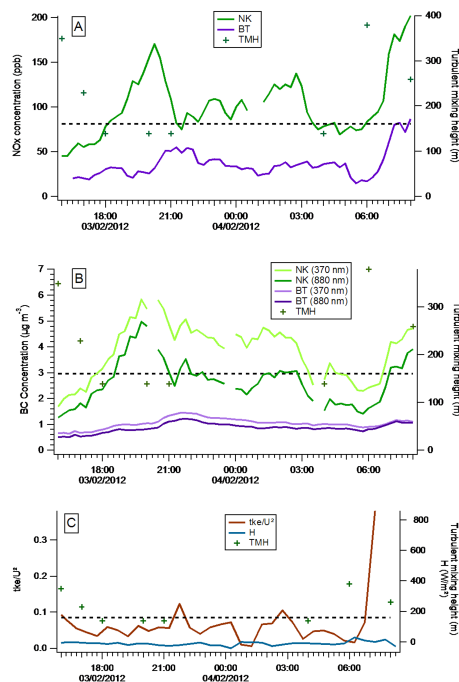 A
NK
BT
TMH
NOx concentration (ppb)
200
150
100
50
0
Turbulent mixing height (m)
400
300
200
100
0
18:00
03/02/2012
21:00
00:00
04/02/2012
03:00
06:00
B
NK (370 nm)
NK (880 nm)
BT (370 nm)
BT (880 nm)
TMH
BC Concentration (µg m⁻³)
7
6
5
4
3
2
1
0
Turbulent mixing height (m)
300
200
100
0
18:00
03/02/2012
21:00
00:00
04/02/2012
03:00
06:00
C
tke/U²
H
TMH
tke/U²
0.3
0.2
0.1
0.0
Turbulent mixing height (m)
H (W/m²)
800
600
400
200
0
18:00
03/02/2012
21:00
00:00
04/02/2012
03:00
06:00